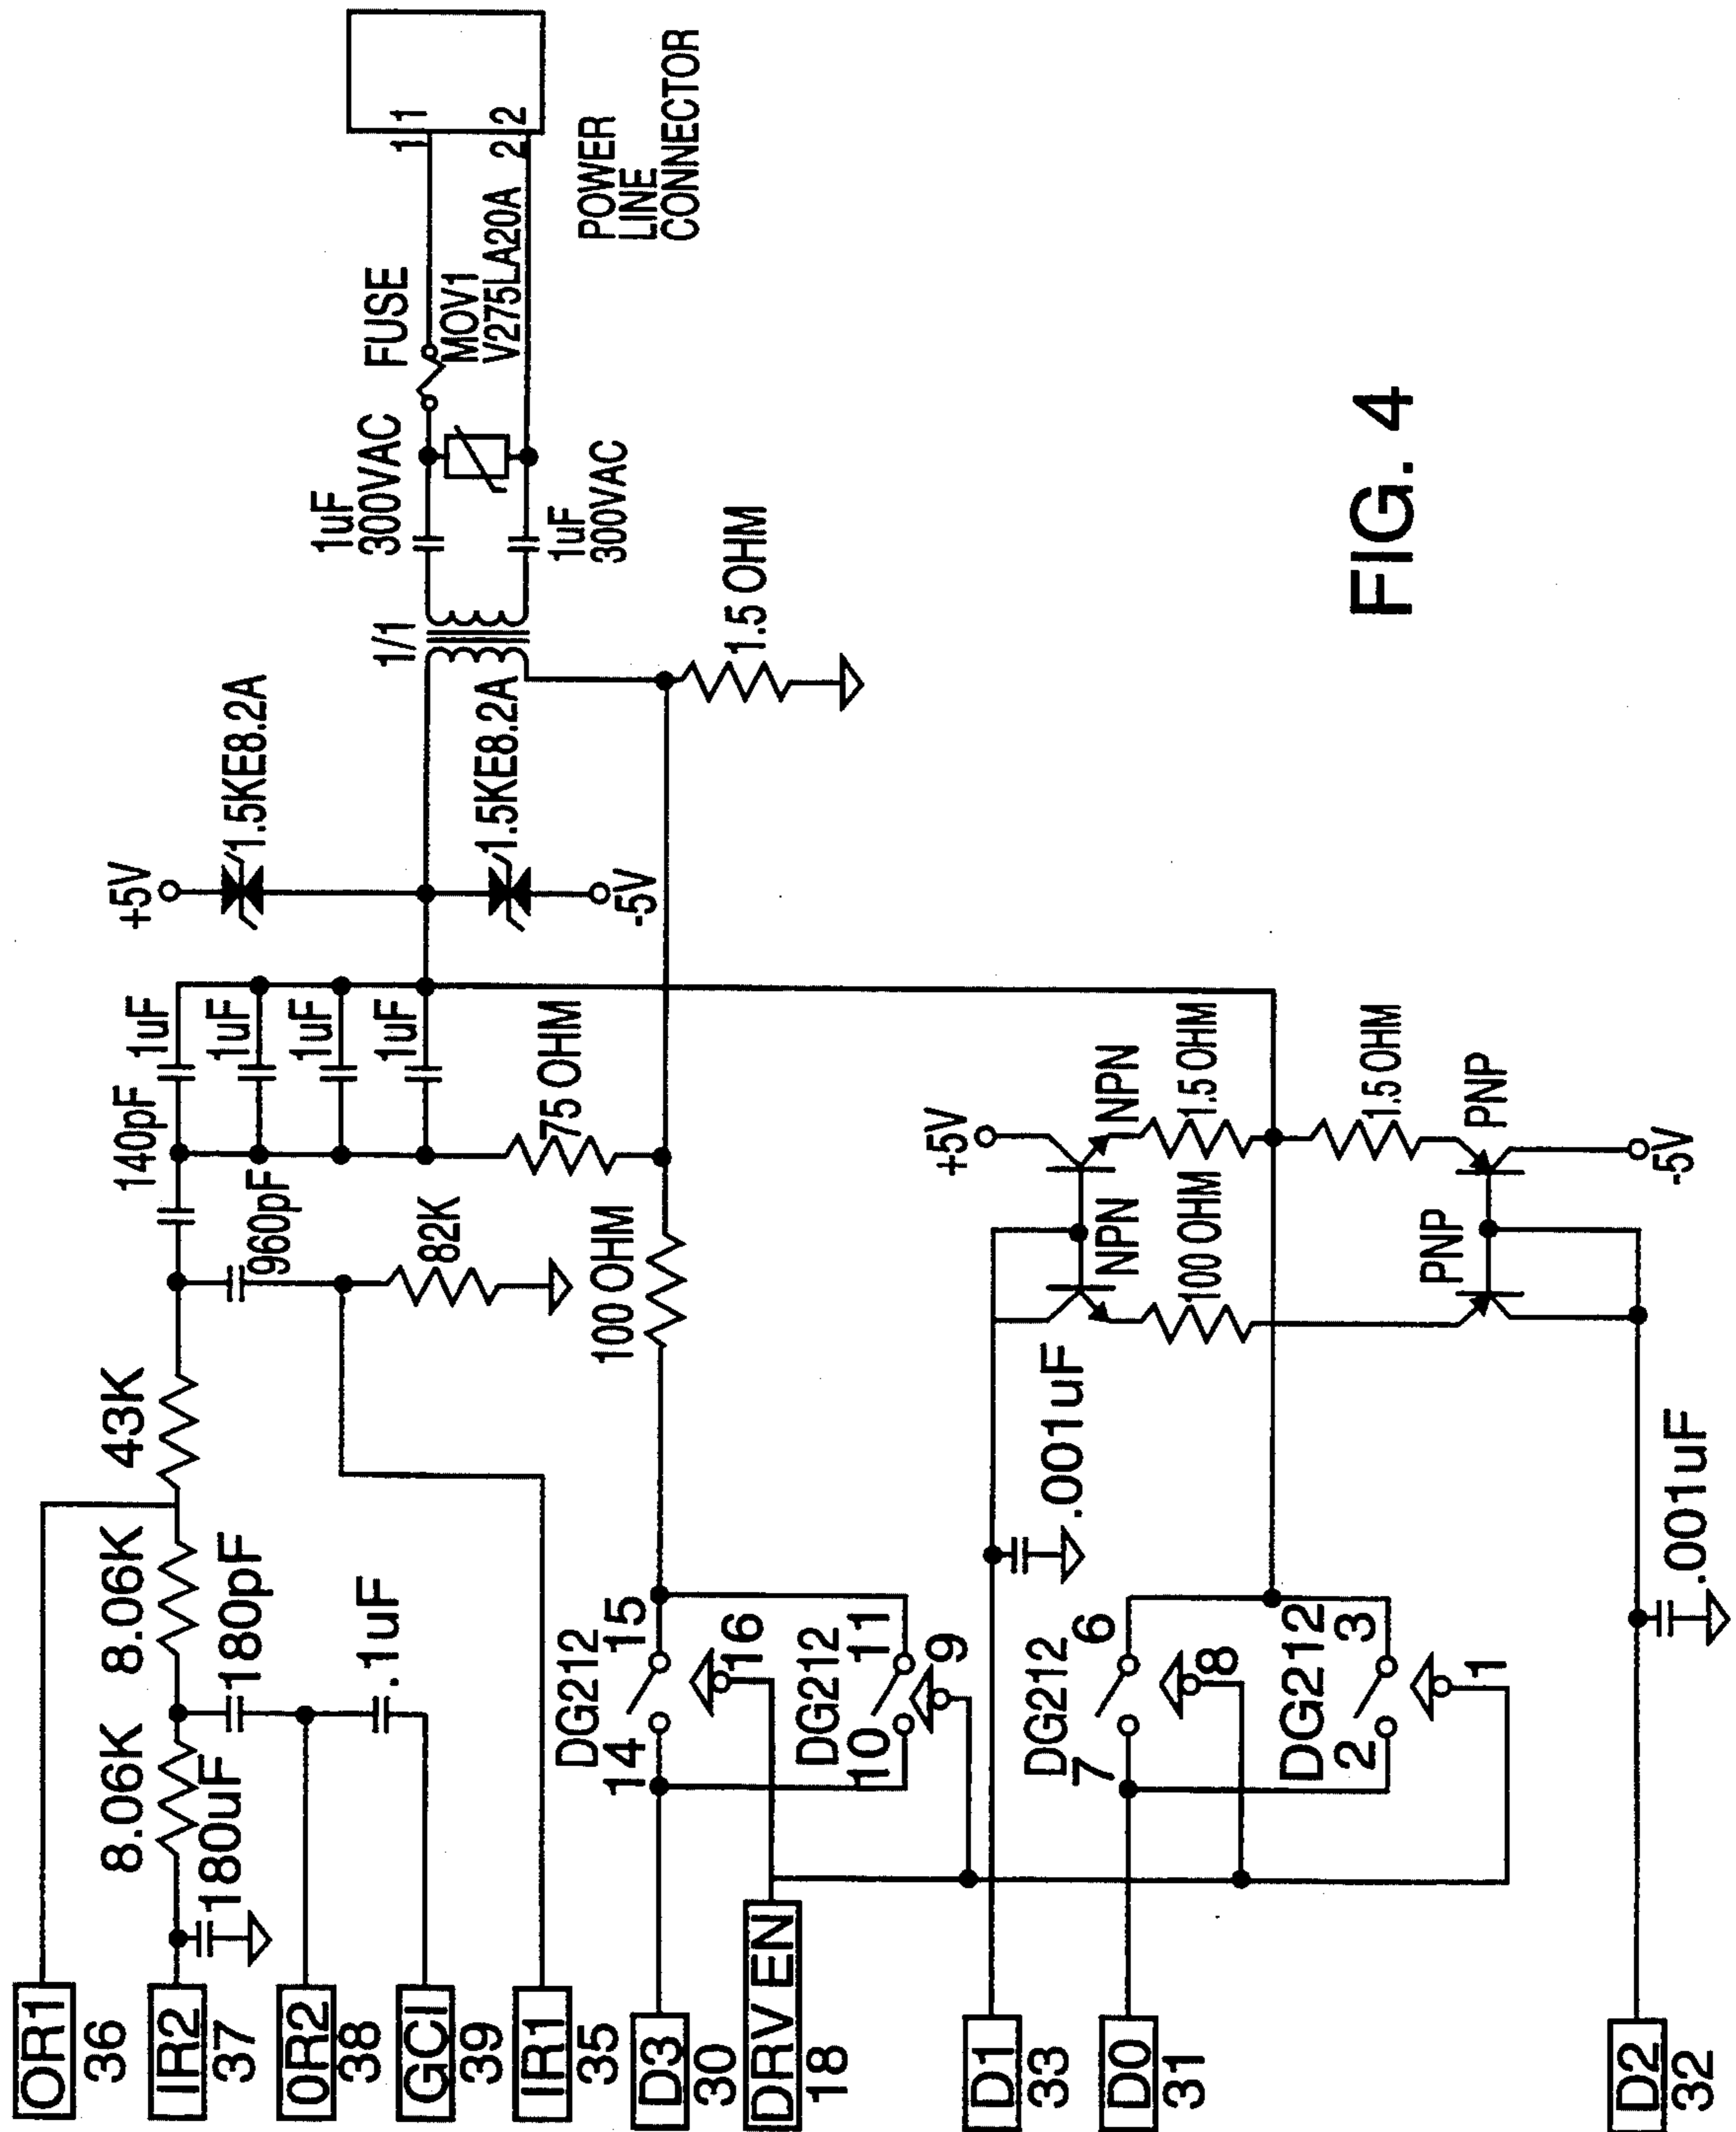 OR1
36
IR2
37
0R2
38
GCI
39
IR1
35
D3
30
DRV EN
18
D1
33
D0
31
D2
32
8.06K
8.06K
43K
180uF
180pF
.1uF
140pF
960pF
82K
1uF
1uF
1uF
1uF
75 OHM
100 OHM
+5V
1.5KE8.2A
1.5KE8.2A
-5V
1/1
1uF
300VAC
1uF
300VAC
FUSE
MOV1
V275LA20A
1 1
2 2
POWER
LINE
CONNECTOR
1.5 OHM
DG212
14
15
16
DG212
10
11
9
DG212
7
6
8
DG212
2
3
1
.001uF
+5V
NPN
NPN
100 OHM
1.5 OHM
1.5 OHM
PNP
PNP
-5V
.001uF
FIG. 4